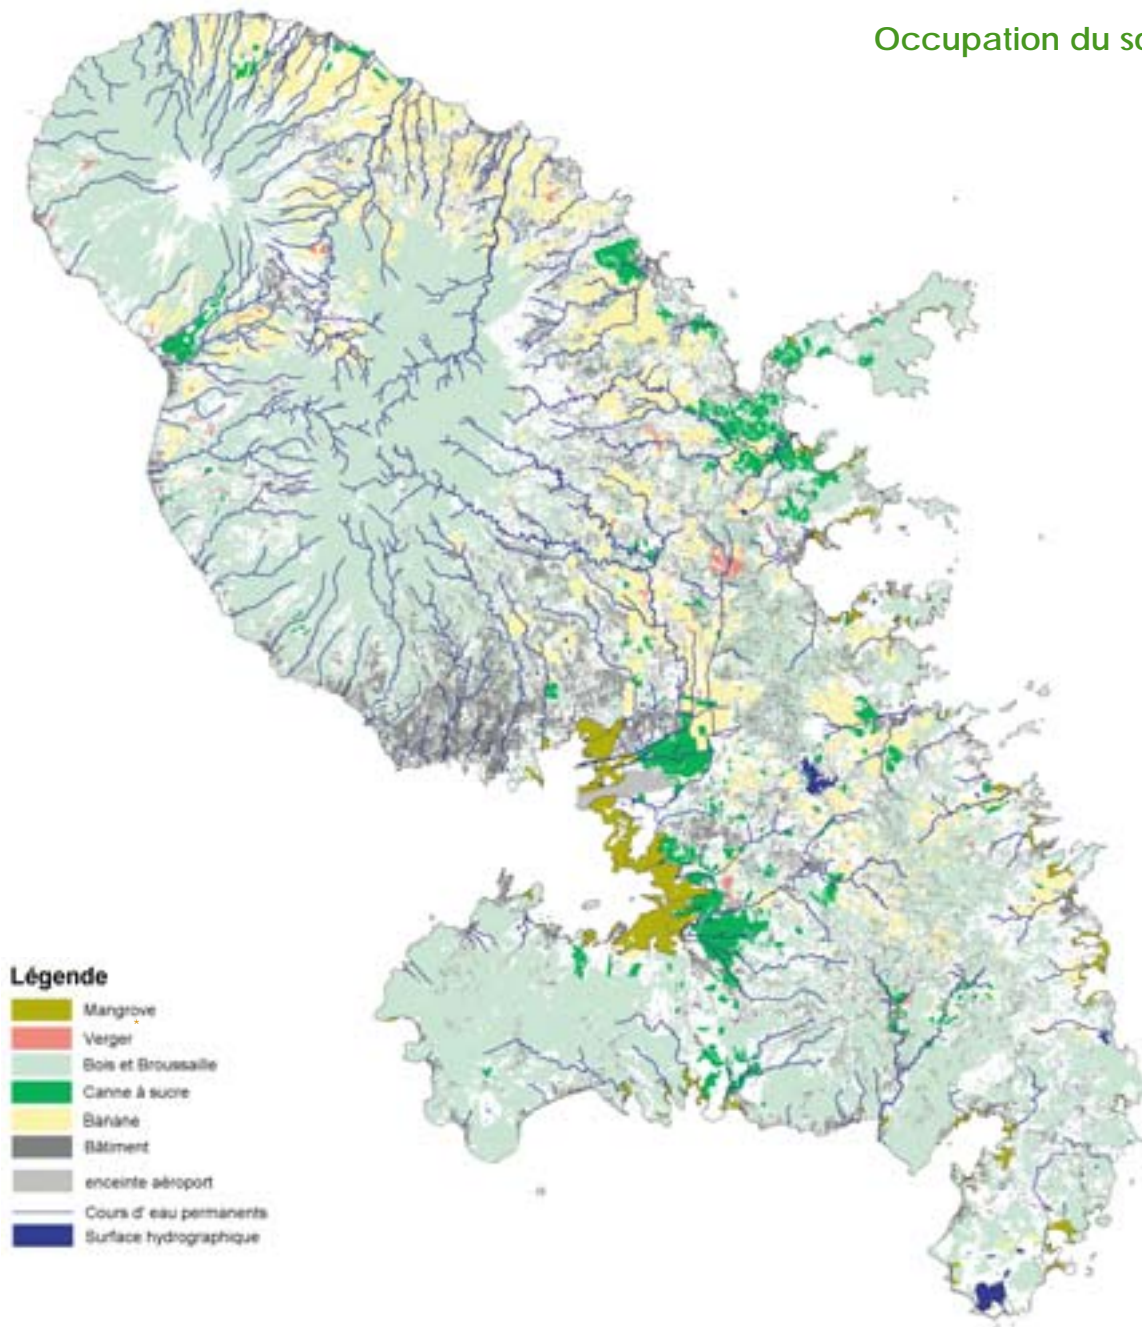 Occupation du
Légende
Mangrove
Verger
Bois et Broussaille
Canne à sucre
Banane
Bâtiment
enceinte aéroport
Cours d' eau permanents
Surface hydrographique